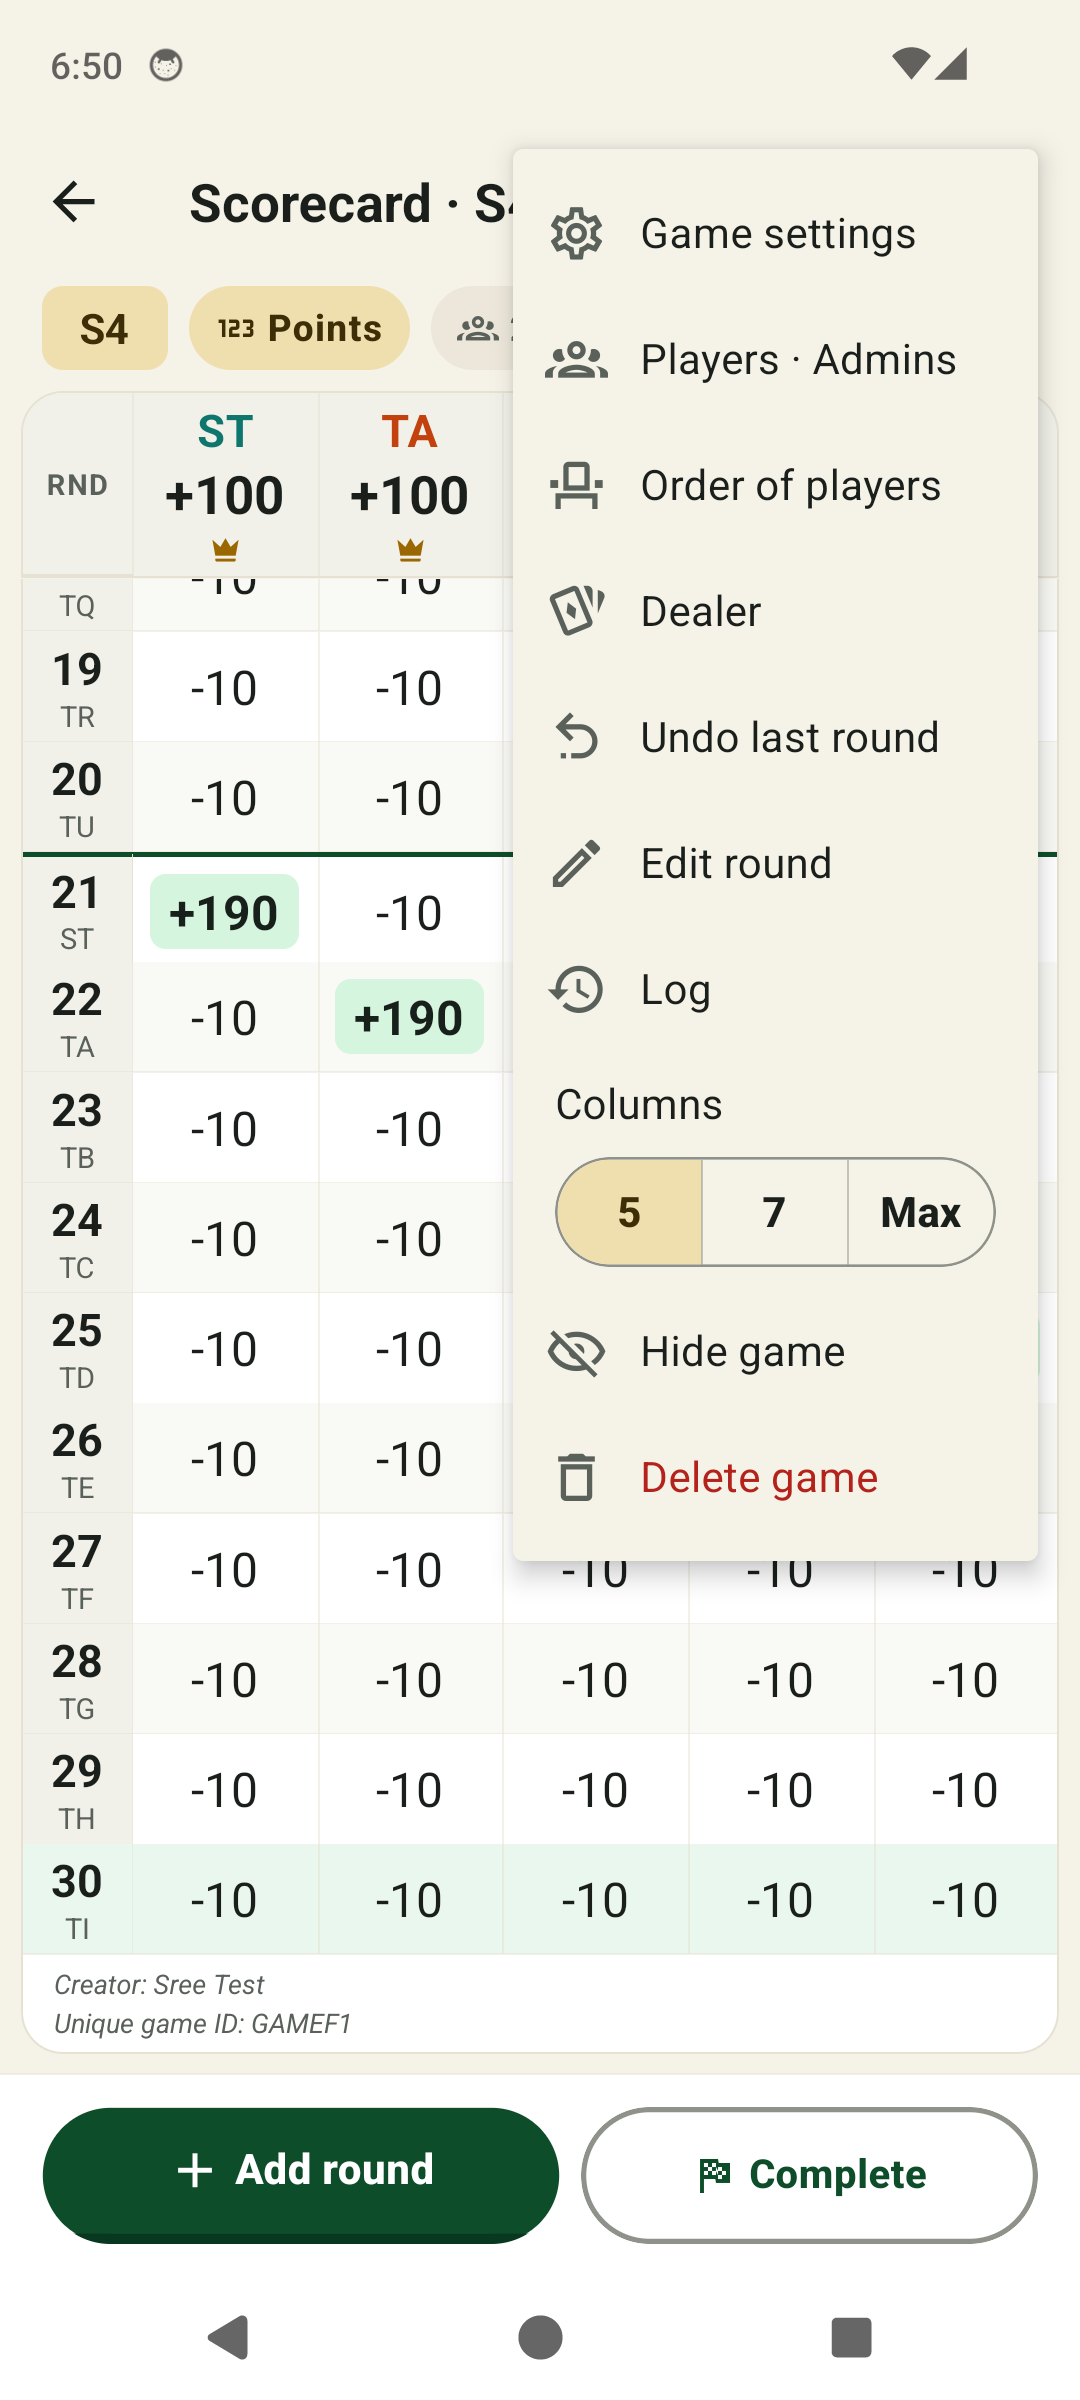 6:50
Scorecard · S4
S4
123 Points
RND
ST
TA
+100
+100
TQ
-10
-10
19
TR
-10
-10
20
TU
-10
-10
21
ST
+190
-10
22
TA
-10
+190
23
TB
-10
-10
24
TC
-10
-10
25
TD
-10
-10
26
TE
-10
-10
27
TF
-10
-10
-10
-10
-10
28
TG
-10
-10
-10
-10
-10
29
TH
-10
-10
-10
-10
-10
30
TI
-10
-10
-10
-10
-10
Creator: Sree Test
Unique game ID: GAMEF1
Game settings
Players · Admins
Order of players
Dealer
Undo last round
Edit round
Log
Columns
5
7
Max
Hide game
Delete game
Add round
Complete